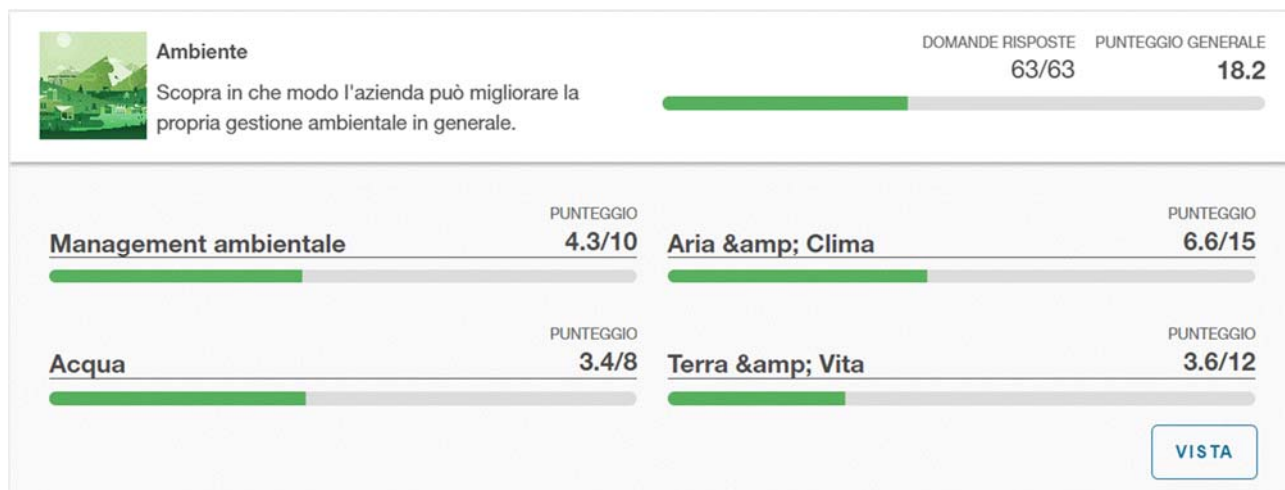 Ambiente
Scopra in che modo l'azienda può migliorare la
propria gestione ambientale in generale.
DOMANDE RISPOSTE PUNTEGGIO GENERALE
63/63 18.2
PUNTEGGIO
Management ambientale 4.3/10
PUNTEGGIO
Aria &amp; Clima 6.6/15
PUNTEGGIO
Acqua 3.4/8
PUNTEGGIO
Terra &amp; Vita 3.6/12
VISTA